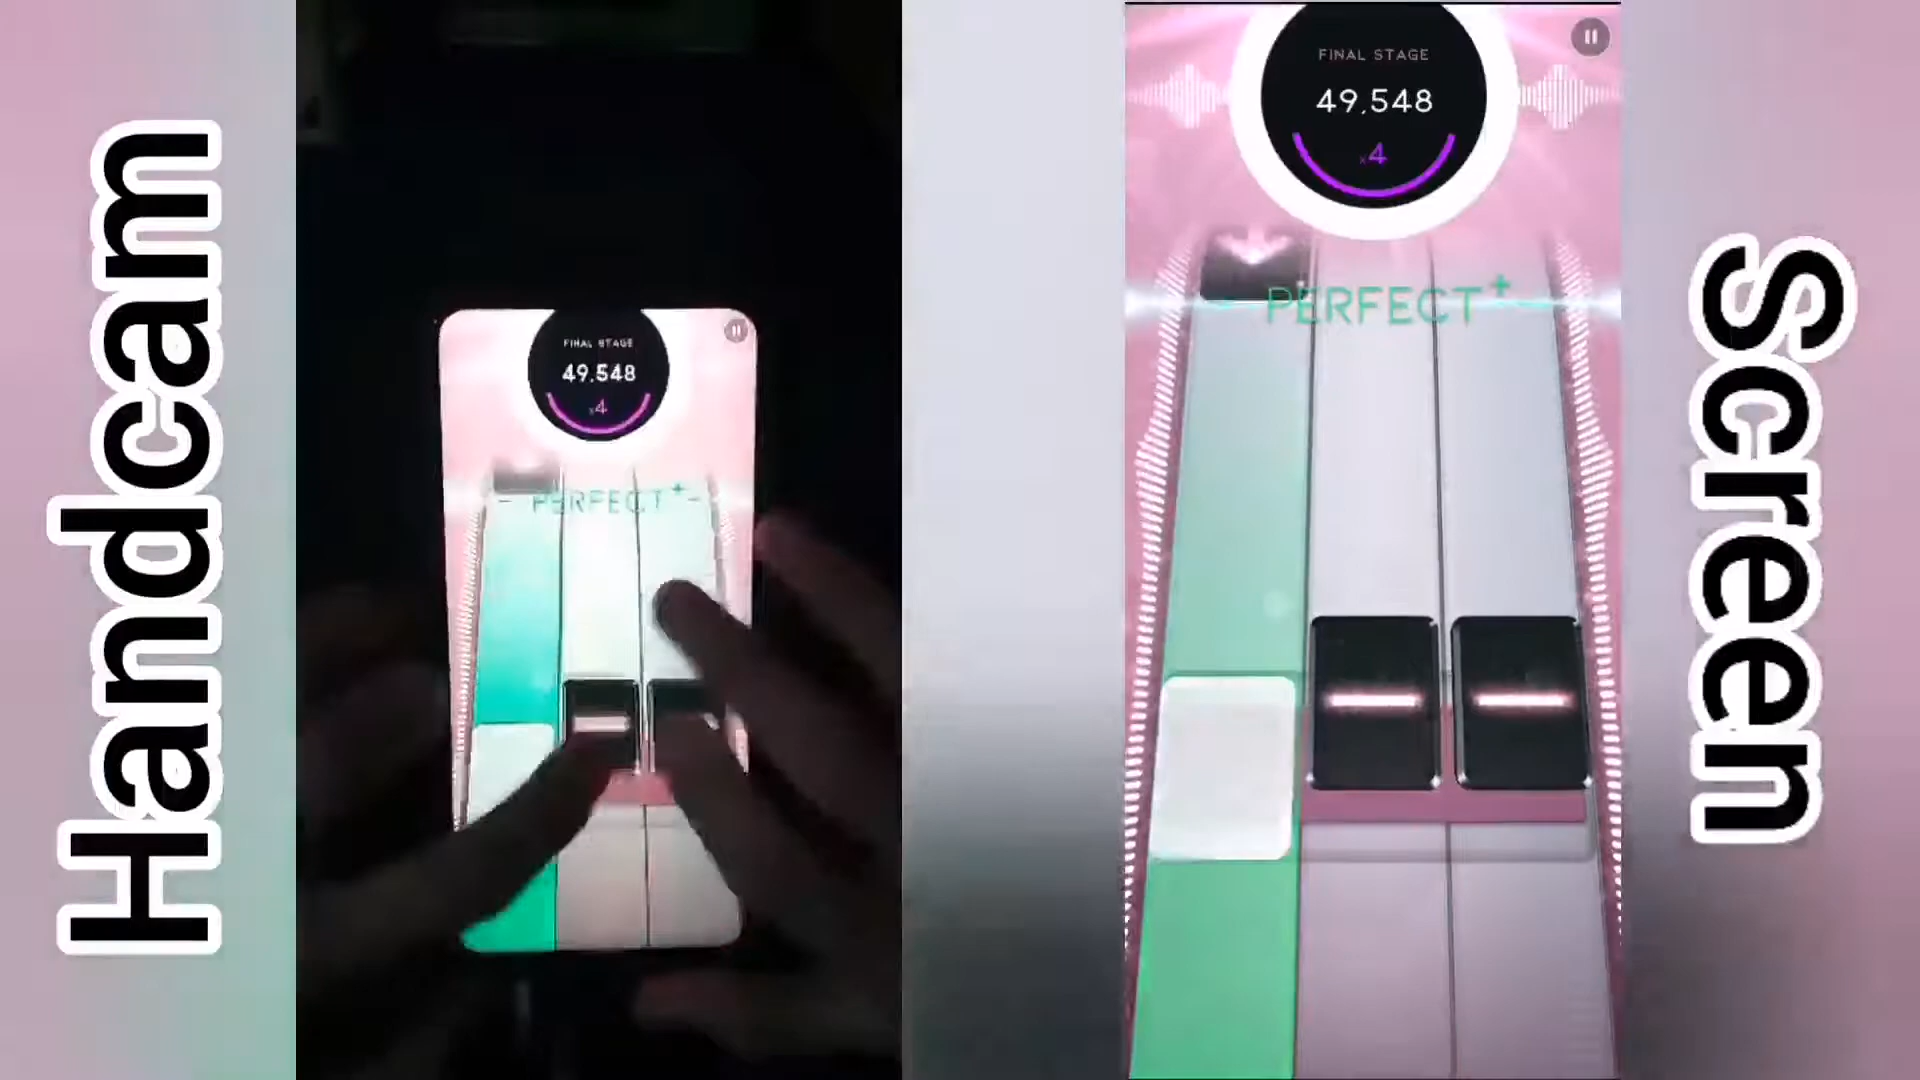 Handcam
FINAL STAGE
49,548
x4
PERFECT+
FINAL STAGE
49,548
x4
PERFECT+
Screen